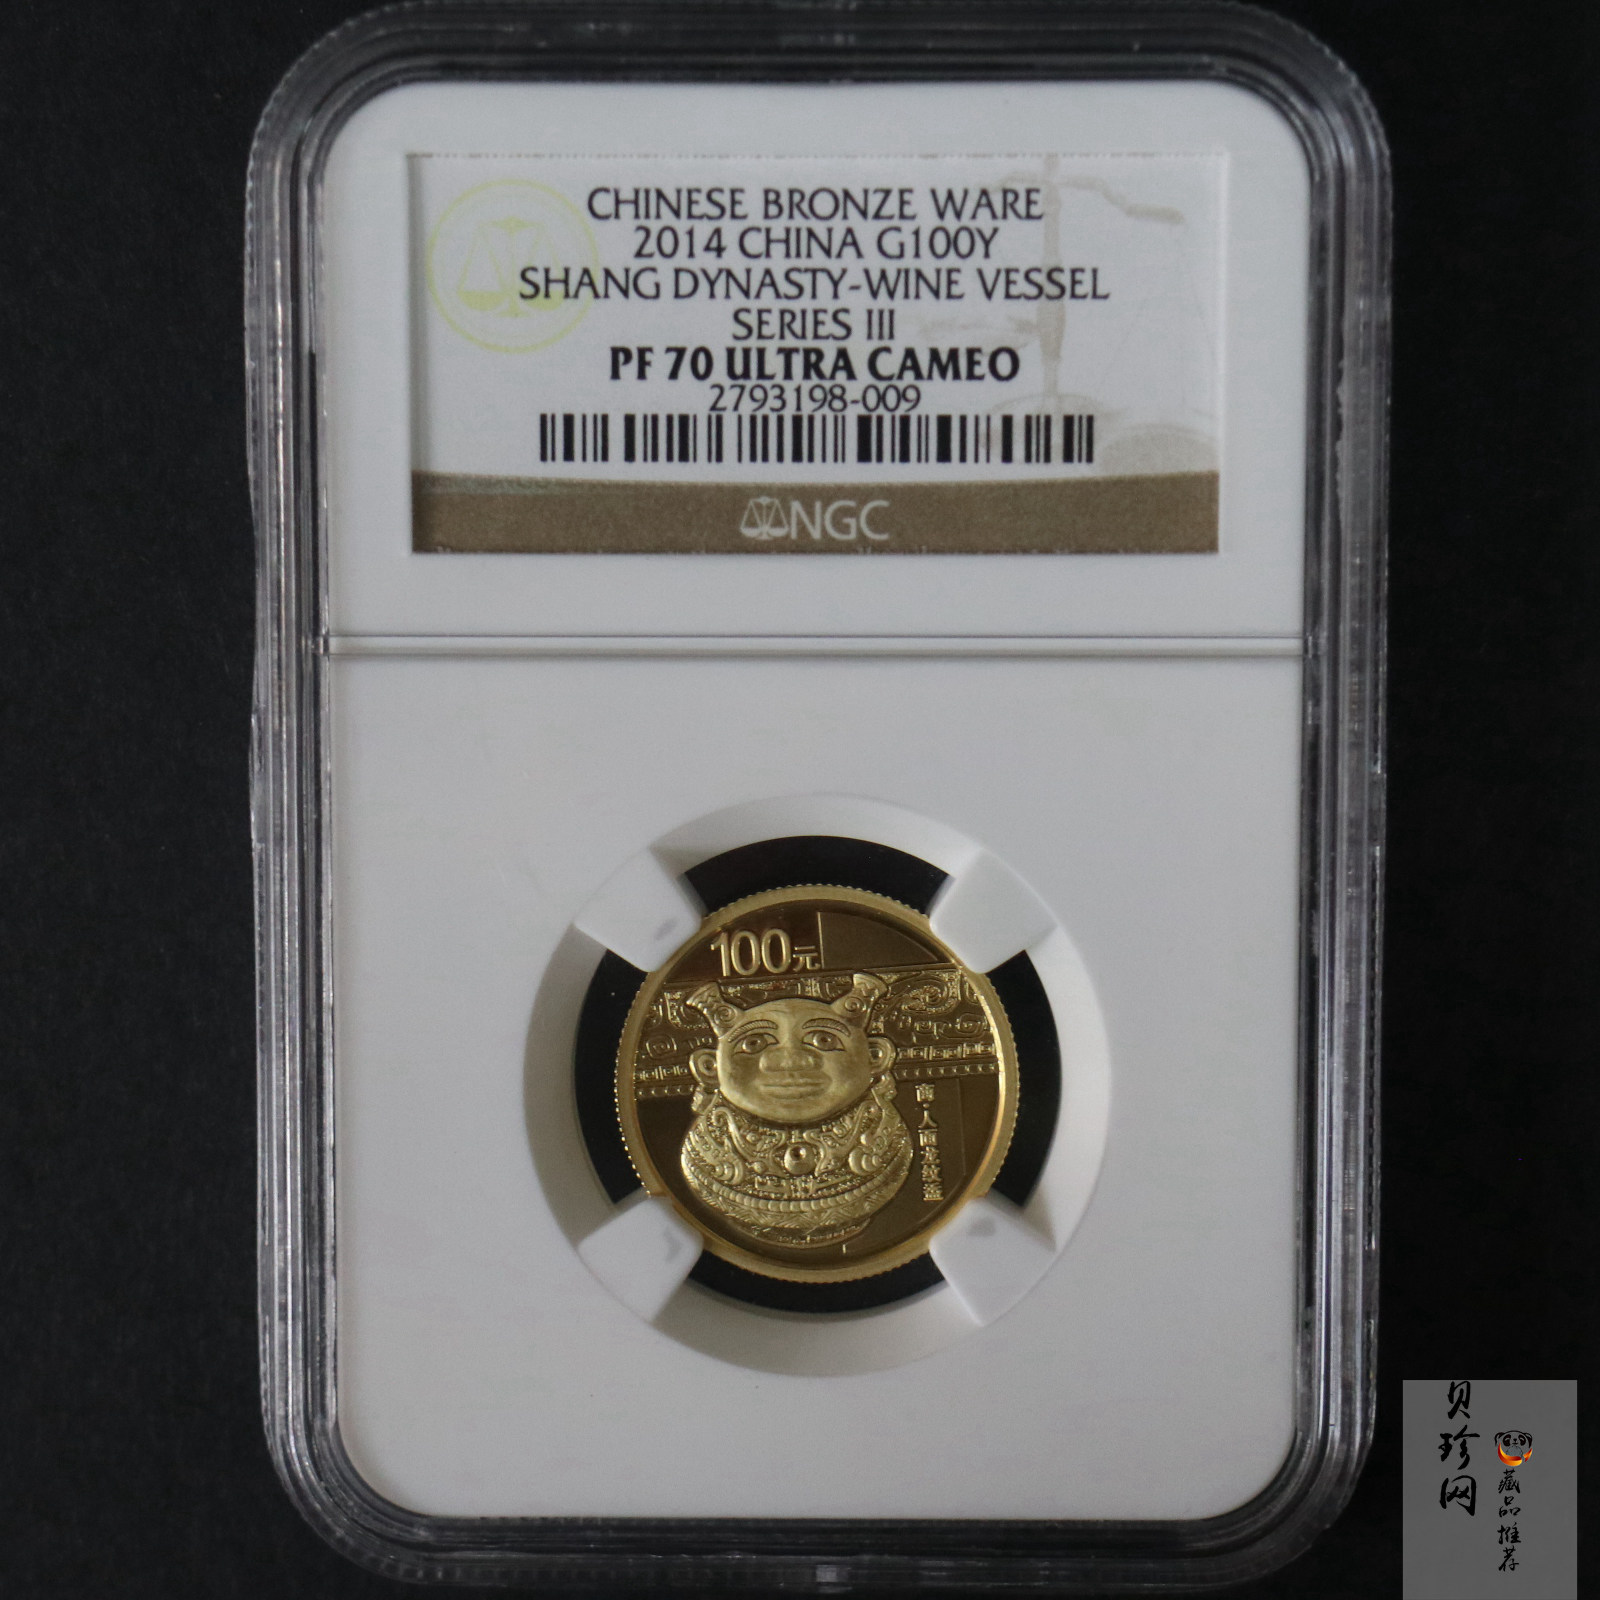 CHINESE BRONZE WARE
2014 CHINA G100Y
SHANG DYNASTY-WINE VESSEL
SERIES III
PF 70 ULTRA CAMEO
2793198-009
NGC
100元
商·人面龙纹盉
贝珍网
藏品推荐